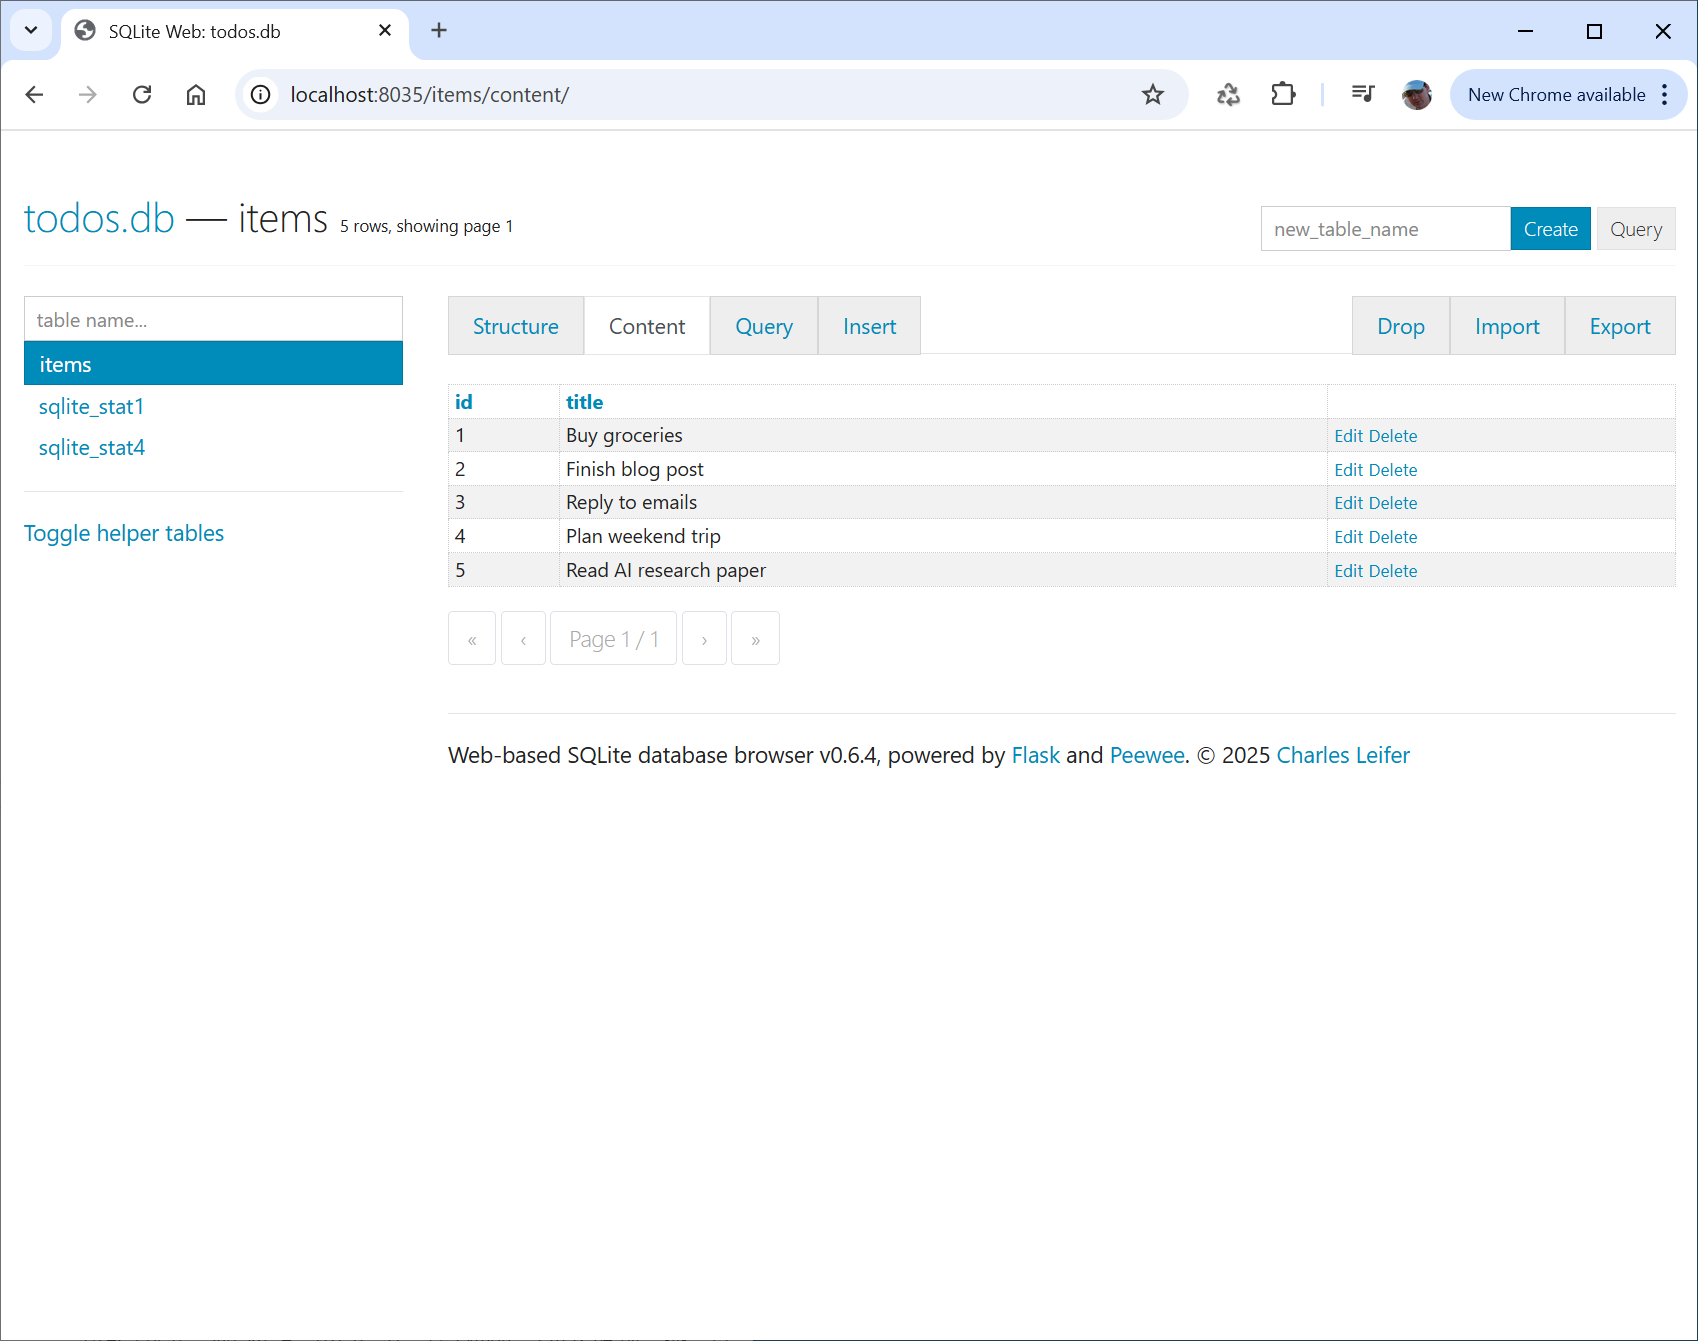 SQLite Web: todos.db
localhost:8035/items/content/
New Chrome available
todos.db — items 5 rows, showing page 1
new_table_name Create Query
table name...
items
sqlite_stat1
sqlite_stat4
Toggle helper tables
Structure Content Query Insert Drop Import Export
id title
1 Buy groceries Edit Delete
2 Finish blog post Edit Delete
3 Reply to emails Edit Delete
4 Plan weekend trip Edit Delete
5 Read AI research paper Edit Delete
« ‹ Page 1 / 1 › »
Web-based SQLite database browser v0.6.4, powered by Flask and Peewee. © 2025 Charles Leifer